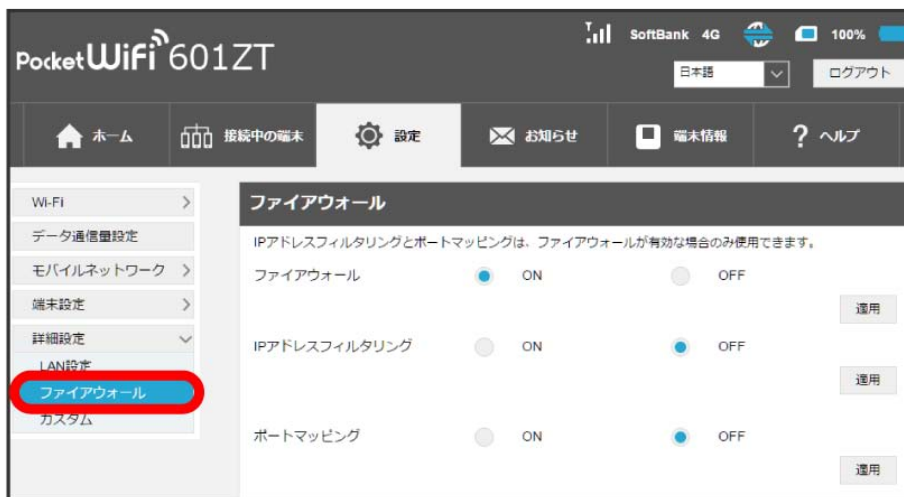 PocketWiFi 601ZT
SoftBank 4G 100%
日本語 ログアウト
ホーム 接続中の端末 設定 お知らせ 端末情報 ? ヘルプ
Wi-Fi
データ通信量設定
モバイルネットワーク
端末設定
詳細設定
LAN設定
ファイアウォール
カスタム
ファイアウォール
IPアドレスフィルタリングとポートマッピングは、ファイアウォールが有効な場合のみ使用できます。
ファイアウォール ON OFF
適用
IPアドレスフィルタリング ON OFF
適用
ポートマッピング ON OFF
適用